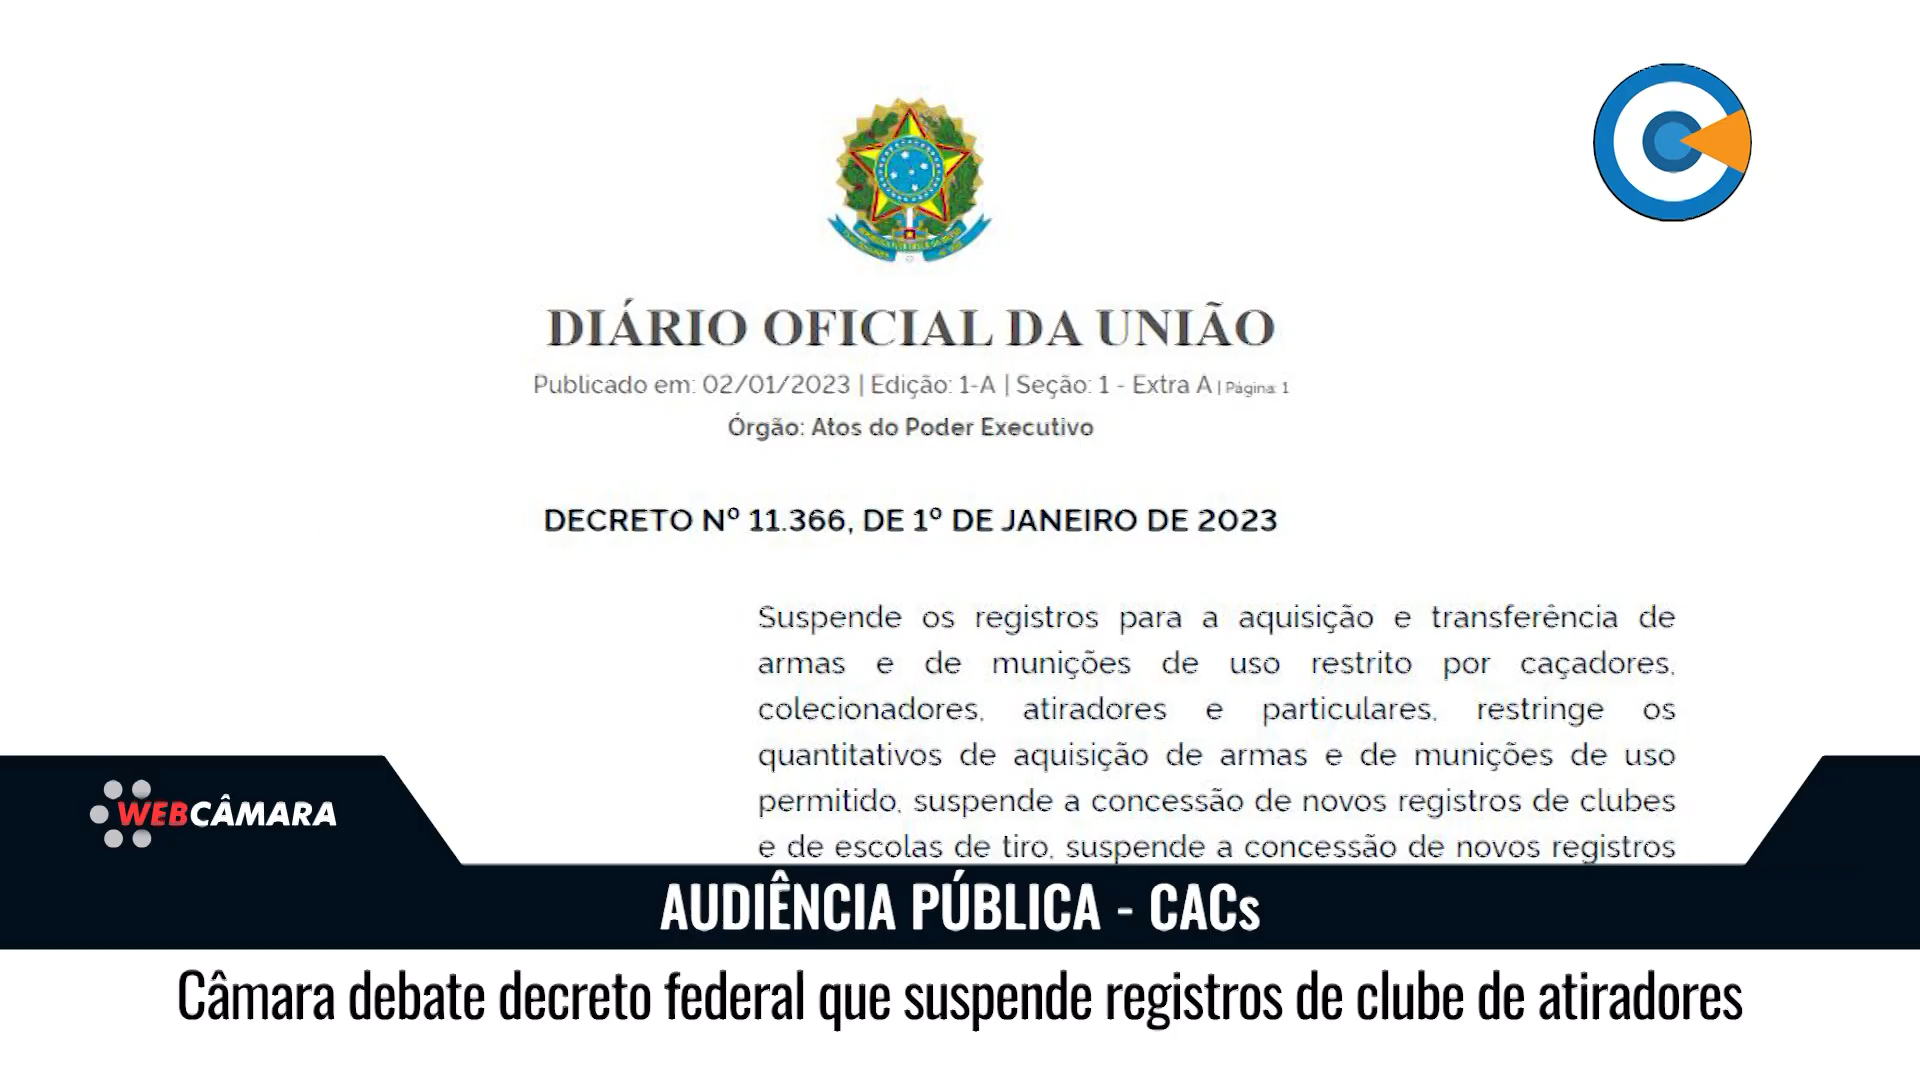 DIÁRIO OFICIAL DA UNIÃO
Publicado em: 02/01/2023 | Edição: 1-A | Seção: 1 - Extra A | Página: 1
Órgão: Atos do Poder Executivo
DECRETO Nº 11.366, DE 1º DE JANEIRO DE 2023
Suspende os registros para a aquisição e transferência de
armas e de munições de uso restrito por caçadores,
colecionadores, atiradores e particulares, restringe os
quantitativos de aquisição de armas e de munições de uso
permitido, suspende a concessão de novos registros de clubes
e de escolas de tiro, suspende a concessão de novos registros
WEBCÂMARA
AUDIÊNCIA PÚBLICA - CACs
Câmara debate decreto federal que suspende registros de clube de atiradores